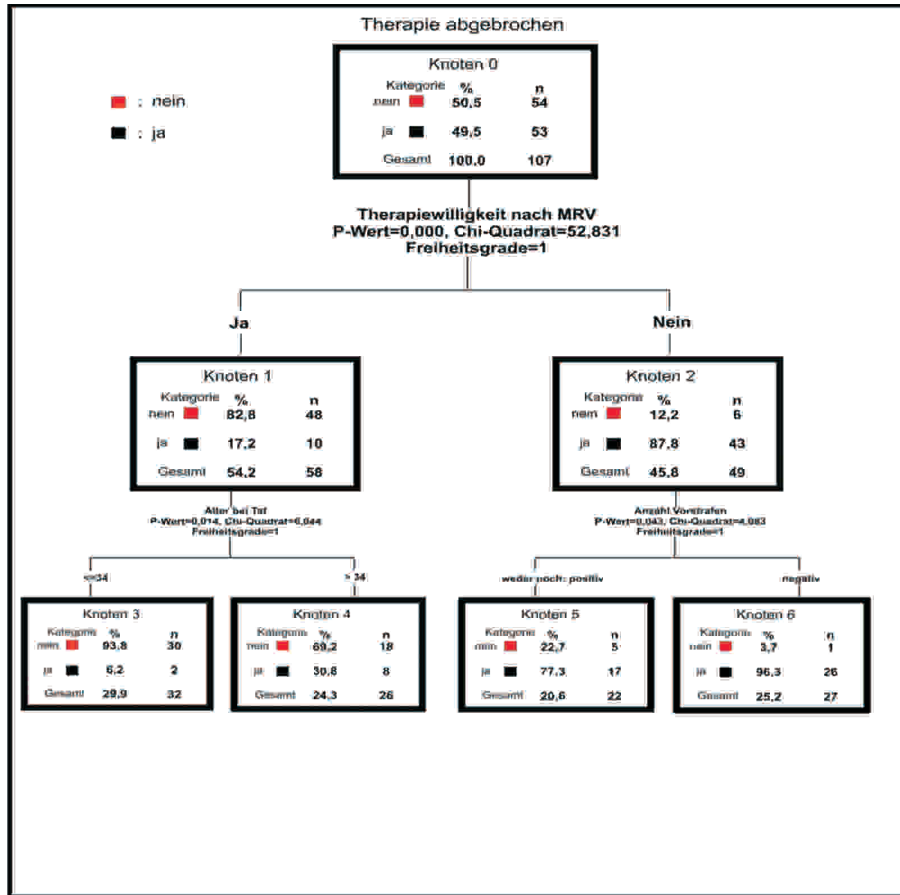 Therapie abgebrochen
Knoten 0
Kategorie % n
nein 50,5 54
ja 49,5 53
Gesamt 100,0 107
: nein
: ja
Therapiewilligkeit nach MRV
P-Wert=0,000, Chi-Quadrat=52,831
Freiheitsgrade=1
Ja
Nein
Knoten 1
Kategorie % n
nein 82,8 48
ja 17,2 10
Gesamt 54,2 58
Knoten 2
Kategorie % n
nein 12,2 6
ja 87,8 43
Gesamt 45,8 49
Alter bei Tat
P-Wert=0,014, Chi-Quadrat=6,044
Freiheitsgrade=1
Anzahl Vorstrafen
P-Wert=0,043, Chi-Quadrat=4,083
Freiheitsgrade=1
<=34
> 34
weder noch; positiv
negativ
Knoten 3
Kategorie % n
nein 93,8 30
ja 6,2 2
Gesamt 29,9 32
Knoten 4
Kategorie % n
nein 69,2 18
ja 30,8 8
Gesamt 24,3 26
Knoten 5
Kategorie % n
nein 22,7 5
ja 77,3 17
Gesamt 20,6 22
Knoten 6
Kategorie % n
nein 3,7 1
ja 96,3 26
Gesamt 25,2 27